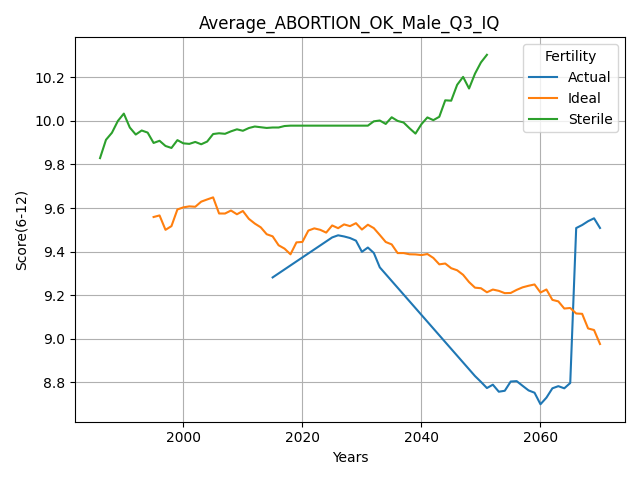 Average_ABORTION_OK_Male_Q3_IQ
Fertility
Actual
Ideal
Sterile
Score(6-12)
10.2
10.0
9.8
9.6
9.4
9.2
9.0
8.8
2000
2020
2040
2060
Years